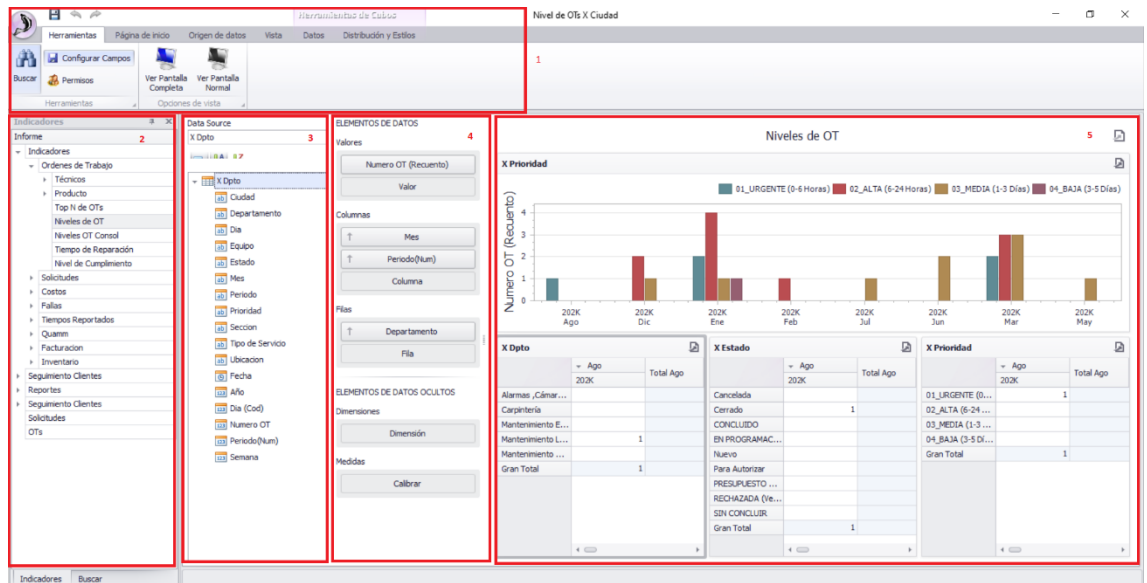 Herramientas de Cubos
Nivel de OTs X Ciudad
Herramientas
Página de inicio
Origen de datos
Vista
Datos
Distribución y Estilos
Buscar
Configurar Campos
Permisos
Ver Pantalla
Completa
Ver Pantalla
Normal
1
Herramientas
Opciones de vista
Indicadores
2
Informe
Indicadores
Ordenes de Trabajo
Técnicos
Producto
Top N de OTs
Niveles de OT
Niveles OT Consol
Tiempo de Reparación
Nivel de Cumplimiento
Solicitudes
Costos
Fallas
Tiempos Reportados
Quamm
Facturacion
Inventario
Seguimiento Clientes
Reportes
Seguimiento Clientes
Solicitudes
OTs
Indicadores
Buscar
Data Source
X Dpto
3
X Dpto
Ciudad
Departamento
Dia
Equipo
Estado
Mes
Periodo
Prioridad
Seccion
Tipo de Servicio
Ubicacion
Fecha
Año
Dia (Cod)
Numero OT
Periodo(Num)
Semana
ELEMENTOS DE DATOS
4
Valores
Numero OT (Recuento)
Valor
Columnas
Mes
Periodo(Num)
Columna
Filas
Departamento
Fila
ELEMENTOS DE DATOS OCULTOS
Dimensiones
Dimensión
Medidas
Calibrar
Niveles de OT
5
X Prioridad
01_URGENTE (0-6 Horas) 02_ALTA (6-24 Horas) 03_MEDIA (1-3 Días) 04_BAJA (3-5 Días)
Numero OT (Recuento)
4
3
2
1
0
202K 202K 202K 202K 202K 202K 202K 202K
Ago Dic Ene Feb Jul Jun Mar May
X Dpto
Ago
Total Ago
202K
Alarmas ,Cámar...
Carpintería
Mantenimiento E...
Mantenimiento L... 1
Mantenimiento ...
Gran Total 1
X Estado
Ago
Total Ago
202K
Cancelada
Cerrado 1
CONCLUIDO
EN PROGRAMAC...
Nuevo
Para Autorizar
PRESUPUESTO ...
RECHAZADA (Ve...
SIN CONCLUIR
Gran Total 1
X Prioridad
Ago
Total Ago
202K
01_URGENTE (0... 1
02_ALTA (6-24 ...
03_MEDIA (1-3 ...
04_BAJA (3-5 Dí...
Gran Total 1